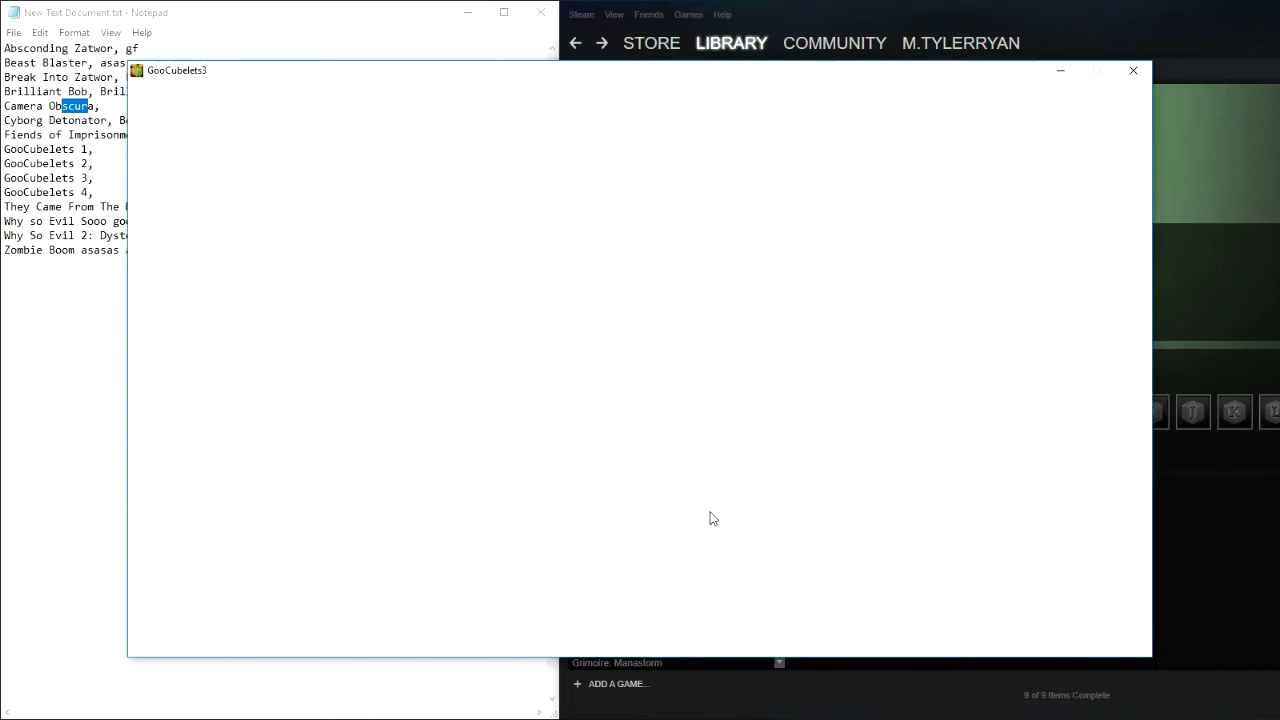 New Text Document.txt - Notepad
File Edit Format View Help
Absconding Zatwor, gf
Beast Blaster, asas
Break Into Zatwor,
Brilliant Bob, Bril
Camera Obscura,
Cyborg Detonator, B
Fiends of Imprisonm
GooCubelets 1,
GooCubelets 2,
GooCubelets 3,
GooCubelets 4,
They Came From The
Why so Evil Sooo go
Why So Evil 2: Dyst
Zombie Boom asasas
GooCubelets3
Steam View Friends Games Help
STORE LIBRARY COMMUNITY M.TYLERRYAN
J K L
Grimoire: Manastorm
+ ADD A GAME...
9 of 9 Items Complete